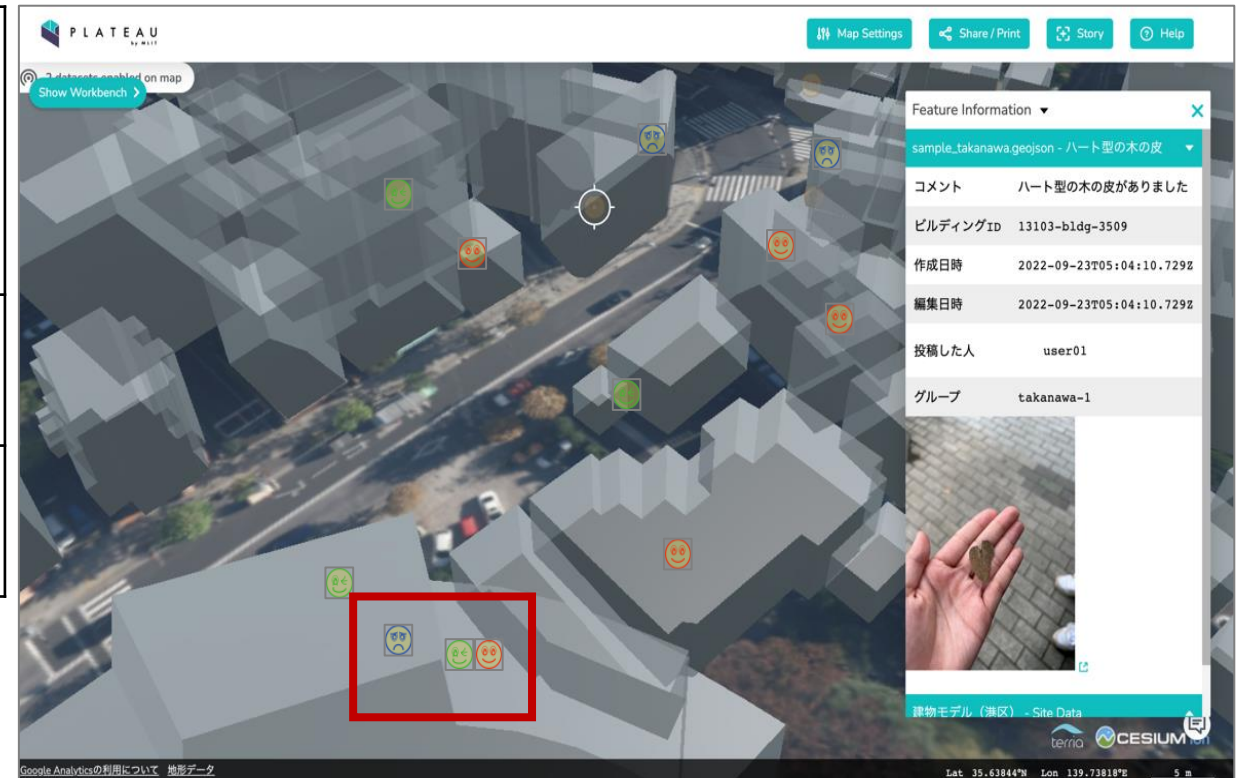 PLATEAU
by MLIT
Map Settings
Share / Print
Story
Help
2 datasets enabled on map
Show Workbench
Feature Information
sample_takanawa.geojson - ハート型の木の皮
コメント ハート型の木の皮がありました
ビルディングID 13103-bldg-3509
作成日時 2022-09-23T05:04:10.729Z
編集日時 2022-09-23T05:04:10.729Z
投稿した人 user01
グループ takanawa-1
建物モデル（港区） - Site Data
terria CESIUM ion
Google Analyticsの利用について 地形データ
Lat 35.63844°N Lon 139.73818°E 5 m